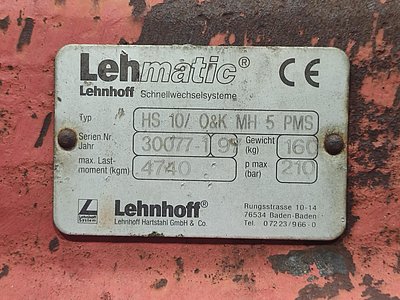 Lehmatic® CE
Lehnhoff Schnellwechselsysteme
Typ HS 10/ O&K MH 5 PMS
Serien.Nr. Jahr 30077-1 99 Gewicht (kg) 160
max. Last-moment (kgm) 4740 p max (bar) 210
Lehnhoff® Rungsstrasse 10-14
Lehnhoff Hartstahl GmbH & Co. 76534 Baden-Baden
Tel. 07223/966-0